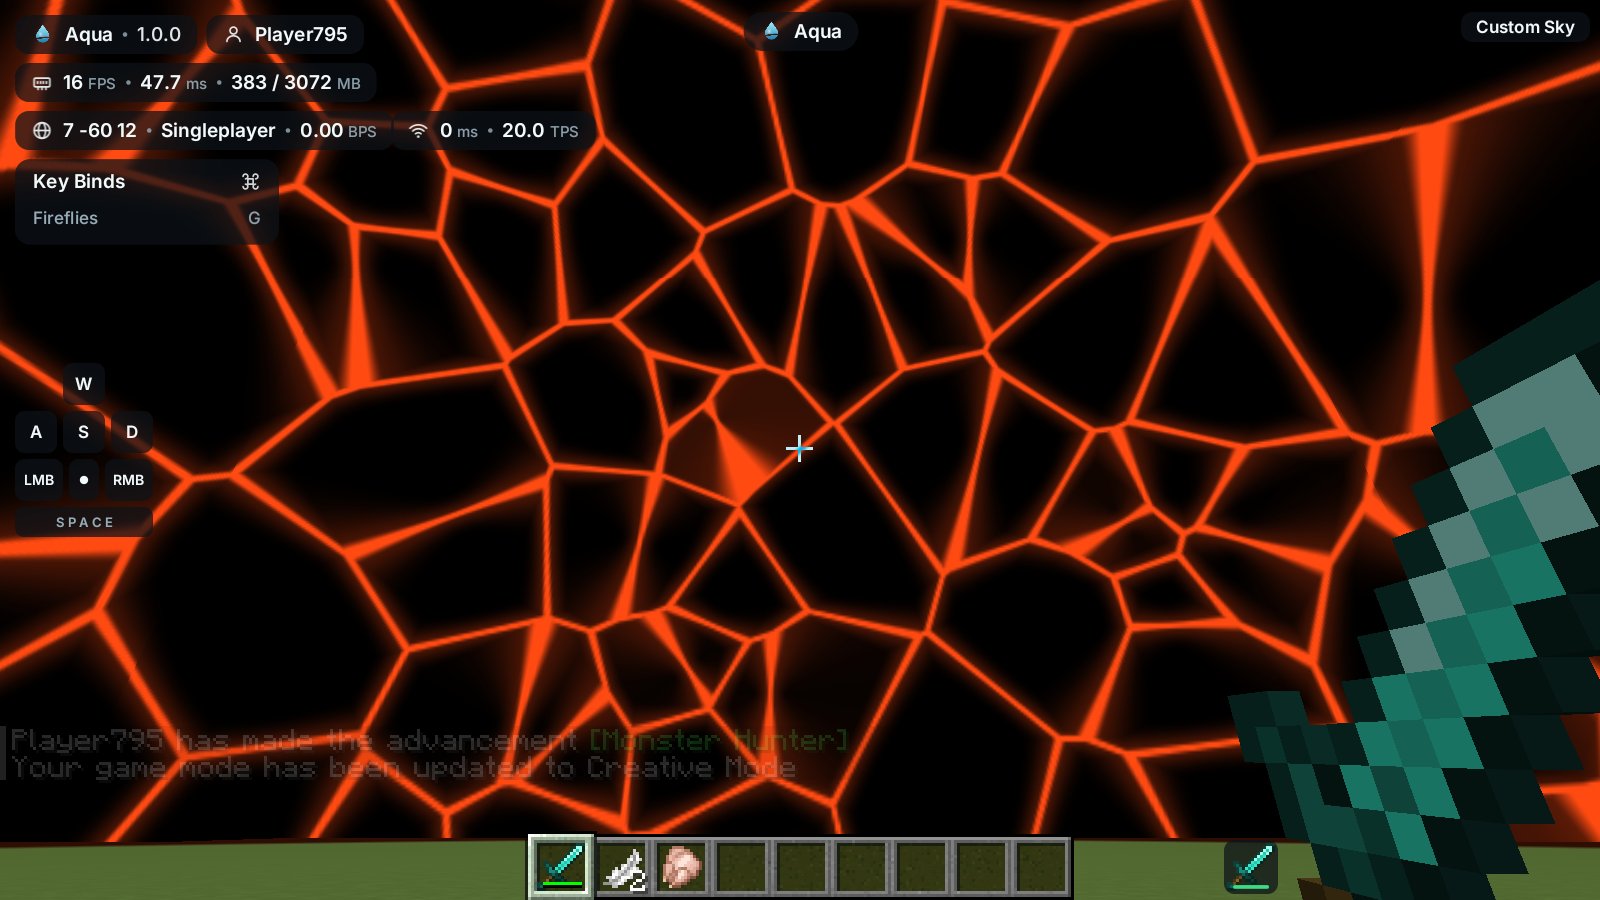 Aqua • 1.0.0
Player795
Aqua
Custom Sky
16 FPS • 47.7 ms • 383 / 3072 MB
7 -60 12 • Singleplayer • 0.00 BPS
0 ms • 20.0 TPS
Key Binds ⌘
Fireflies G
W
A S D
LMB RMB
SPACE
Player795 has made the advancement [Monster Hunter]
Your game mode has been updated to Creative Mode
2